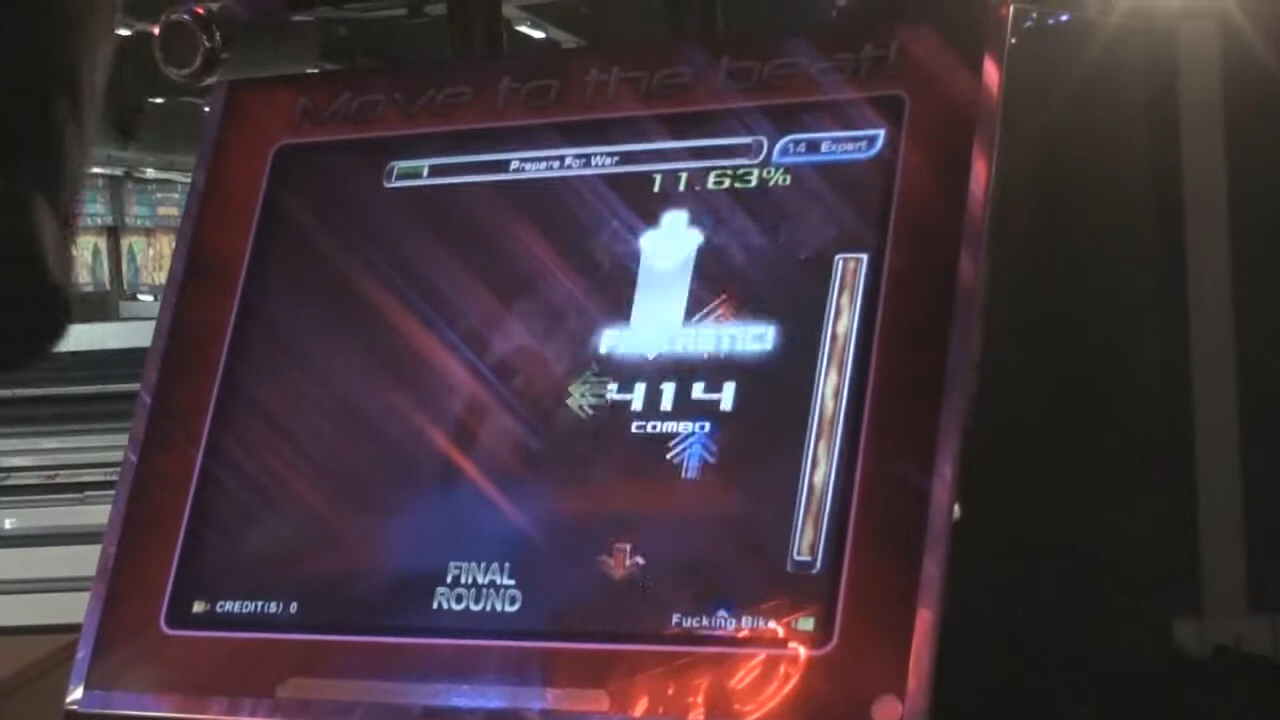 Move to the beat!
Prepare For War
14 Expert
11.63%
FANTASTIC!
414
COMBO
FINAL
ROUND
CREDIT(S) 0
Fucking Bike